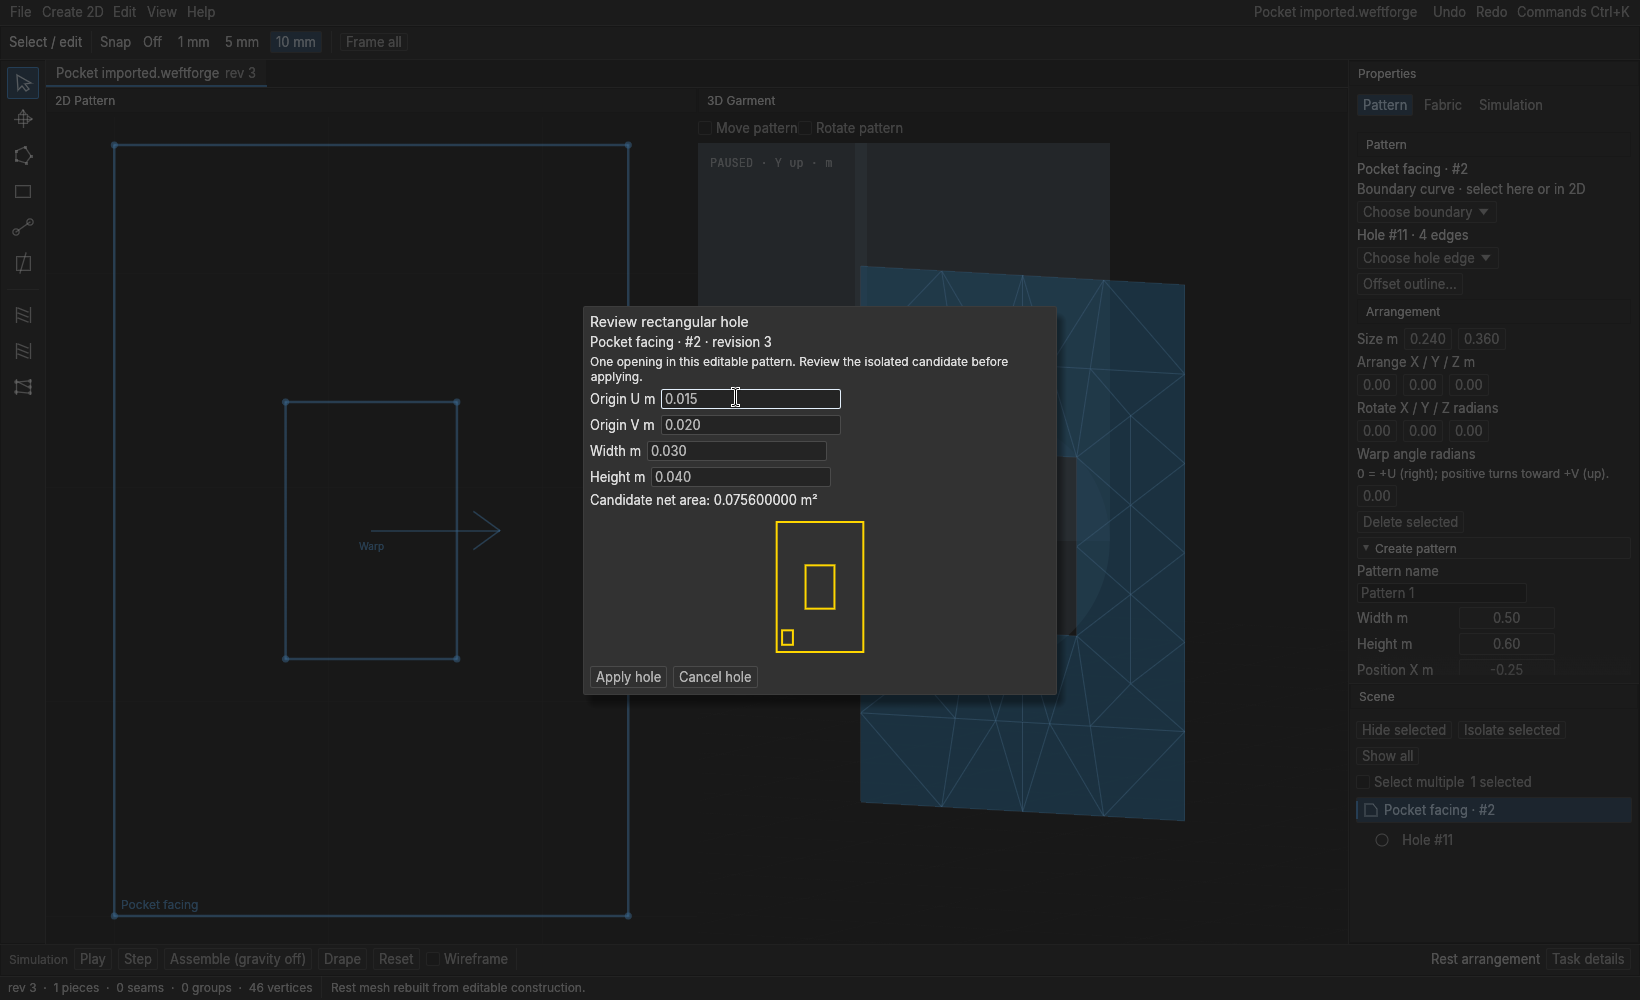 File Create 2D Edit View Help
Pocket imported.weftforge Undo Redo Commands Ctrl+K
Select / edit Snap Off 1 mm 5 mm 10 mm Frame all
Pocket imported.weftforge rev 3
2D Pattern
Warp
Pocket facing
3D Garment
Move pattern Rotate pattern
PAUSED · Y up · m
Review rectangular hole
Pocket facing · #2 · revision 3
One opening in this editable pattern. Review the isolated candidate before
applying.
Origin U m 0.015
Origin V m 0.020
Width m 0.030
Height m 0.040
Candidate net area: 0.075600000 m²
Apply hole Cancel hole
Properties
Pattern Fabric Simulation
Pattern
Pocket facing · #2
Boundary curve · select here or in 2D
Choose boundary
Hole #11 · 4 edges
Choose hole edge
Offset outline...
Arrangement
Size m 0.240 0.360
Arrange X / Y / Z m
0.00 0.00 0.00
Rotate X / Y / Z radians
0.00 0.00 0.00
Warp angle radians
0 = +U (right); positive turns toward +V (up).
0.00
Delete selected
Create pattern
Pattern name
Pattern 1
Width m 0.50
Height m 0.60
Position X m -0.25
Scene
Hide selected Isolate selected
Show all
Select multiple 1 selected
Pocket facing · #2
Hole #11
Simulation Play Step Assemble (gravity off) Drape Reset Wireframe
Rest arrangement Task details
rev 3 · 1 pieces · 0 seams · 0 groups · 46 vertices Rest mesh rebuilt from editable construction.